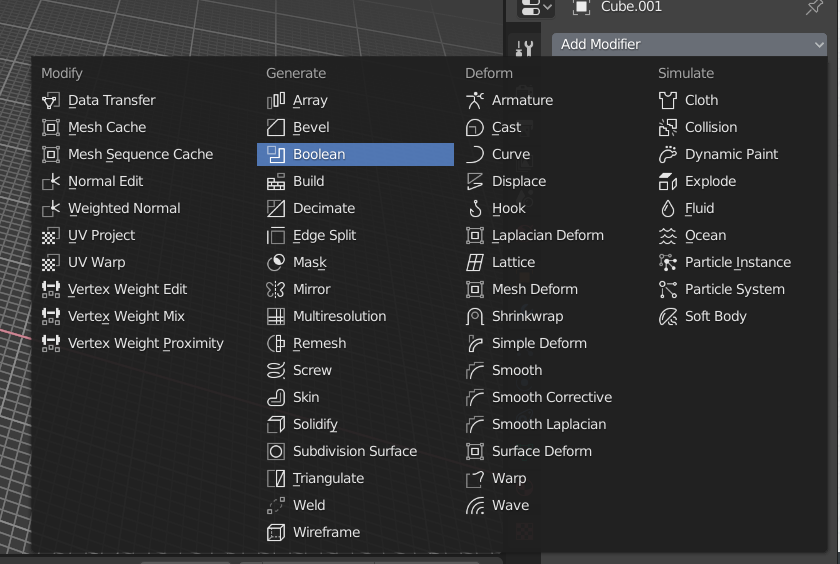 Cube.001
Add Modifier
Modify
Data Transfer
Mesh Cache
Mesh Sequence Cache
Normal Edit
Weighted Normal
UV Project
UV Warp
Vertex Weight Edit
Vertex Weight Mix
Vertex Weight Proximity
Generate
Array
Bevel
Boolean
Build
Decimate
Edge Split
Mask
Mirror
Multiresolution
Remesh
Screw
Skin
Solidify
Subdivision Surface
Triangulate
Weld
Wireframe
Deform
Armature
Cast
Curve
Displace
Hook
Laplacian Deform
Lattice
Mesh Deform
Shrinkwrap
Simple Deform
Smooth
Smooth Corrective
Smooth Laplacian
Surface Deform
Warp
Wave
Simulate
Cloth
Collision
Dynamic Paint
Explode
Fluid
Ocean
Particle Instance
Particle System
Soft Body